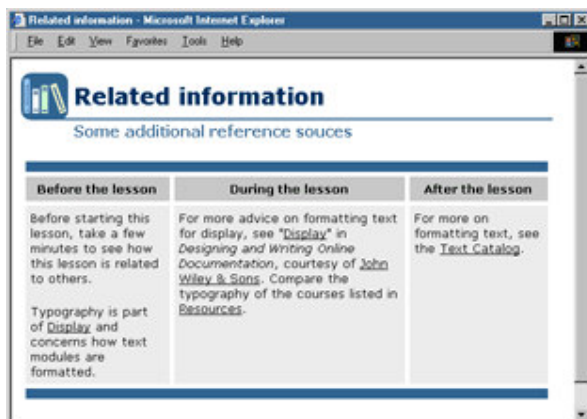 Related information - Microsoft Internet Explorer
File Edit View Favorites Tools Help
Related information
Some additional reference souces
Before the lesson
During the lesson
After the lesson
Before starting this
lesson, take a few
minutes to see how
this lesson is related
to others.
Typography is part
of Display and
concerns how text
modules are
formatted.
For more advice on formatting text
for display, see "Display" in
Designing and Writing Online
Documentation, courtesy of John
Wiley & Sons. Compare the
typography of the courses listed in
Resources.
For more on
formatting text, see
the Text Catalog.